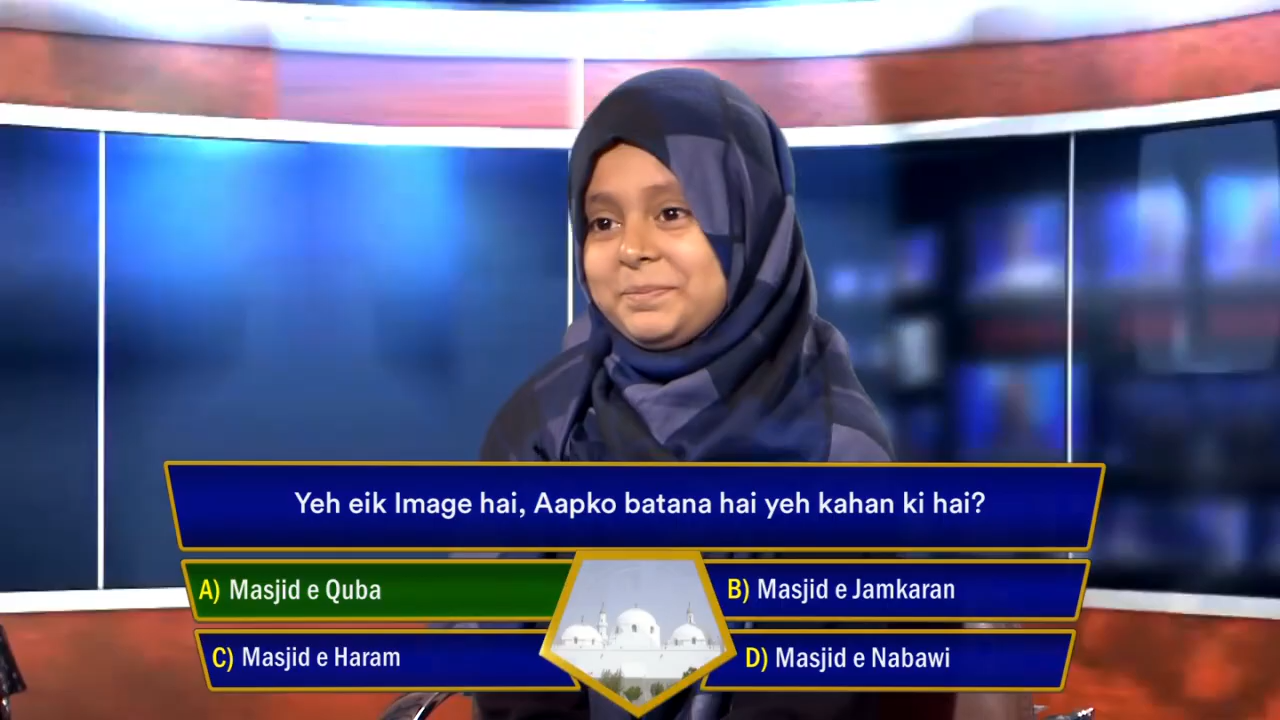 Yeh eik Image hai, Aapko batana hai yeh kahan ki hai?
A) Masjid e Quba
B) Masjid e Jamkaran
C) Masjid e Haram
D) Masjid e Nabawi